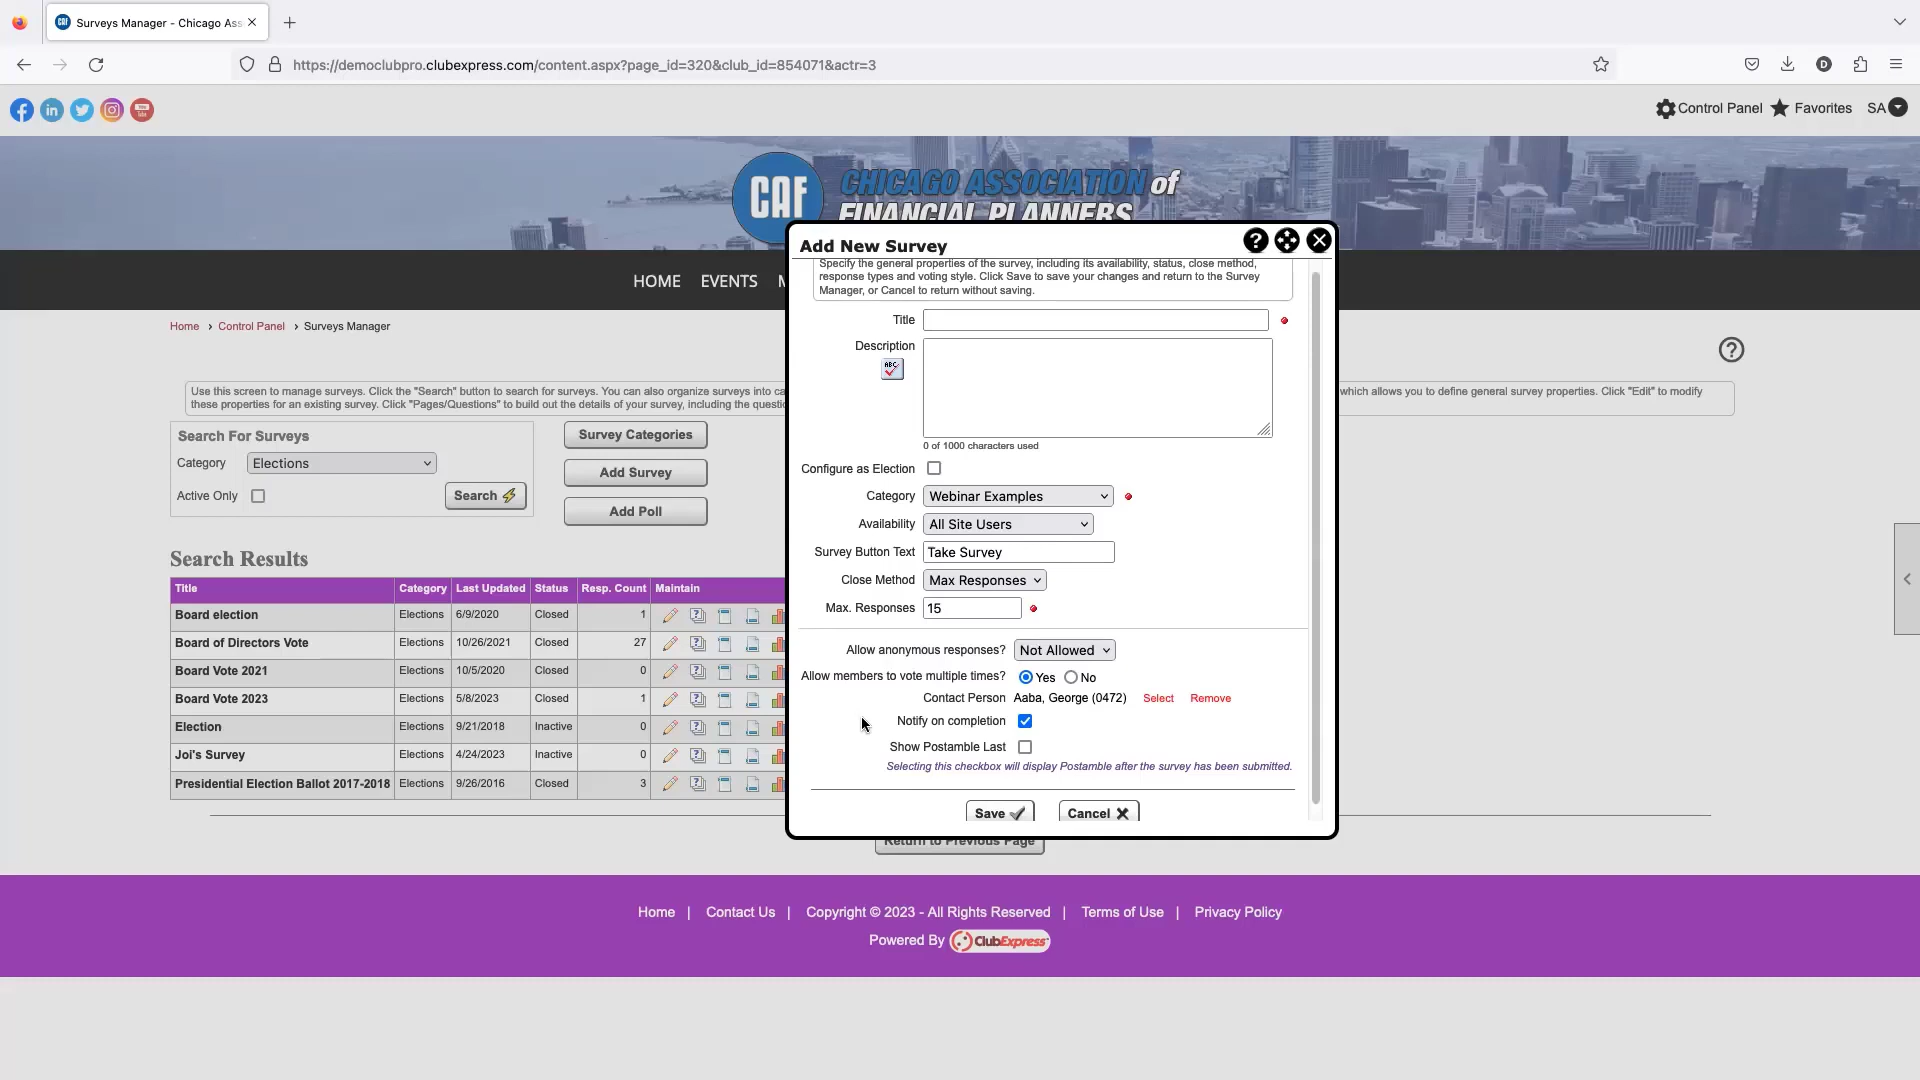 Surveys Manager - Chicago Ass
https://democlubpro.clubexpress.com/content.aspx?page_id=320&club_id=854071&actr=3
Control Panel Favorites SA
CAF CHICAGO ASSOCIATION of
FINANCIAL PLANNERS
HOME EVENTS M
Home › Control Panel › Surveys Manager
Use this screen to manage surveys. Click the "Search" button to search for surveys. You can also organize surveys into ca
which allows you to define general survey properties. Click "Edit" to modify
these properties for an existing survey. Click "Pages/Questions" to build out the details of your survey, including the questic
Search For Surveys
Category Elections
Active Only Search
Survey Categories
Add Survey
Add Poll
Search Results
Title Category Last Updated Status Resp. Count Maintain
Board election Elections 6/9/2020 Closed 1
Board of Directors Vote Elections 10/26/2021 Closed 27
Board Vote 2021 Elections 10/5/2020 Closed 0
Board Vote 2023 Elections 5/8/2023 Closed 1
Election Elections 9/21/2018 Inactive 0
Joi's Survey Elections 4/24/2023 Inactive 0
Presidential Election Ballot 2017-2018 Elections 9/26/2016 Closed 3
Add New Survey
Specify the general properties of the survey, including its availability, status, close method,
response types and voting style. Click Save to save your changes and return to the Survey
Manager, or Cancel to return without saving.
Title
Description
ABC
0 of 1000 characters used
Configure as Election
Category Webinar Examples
Availability All Site Users
Survey Button Text Take Survey
Close Method Max Responses
Max. Responses 15
Allow anonymous responses? Not Allowed
Allow members to vote multiple times? Yes No
Contact Person Aaba, George (0472) Select Remove
Notify on completion
Show Postamble Last
Selecting this checkbox will display Postamble after the survey has been submitted.
Save Cancel
Return to Previous Page
Home | Contact Us | Copyright © 2023 - All Rights Reserved | Terms of Use | Privacy Policy
Powered By ClubExpress